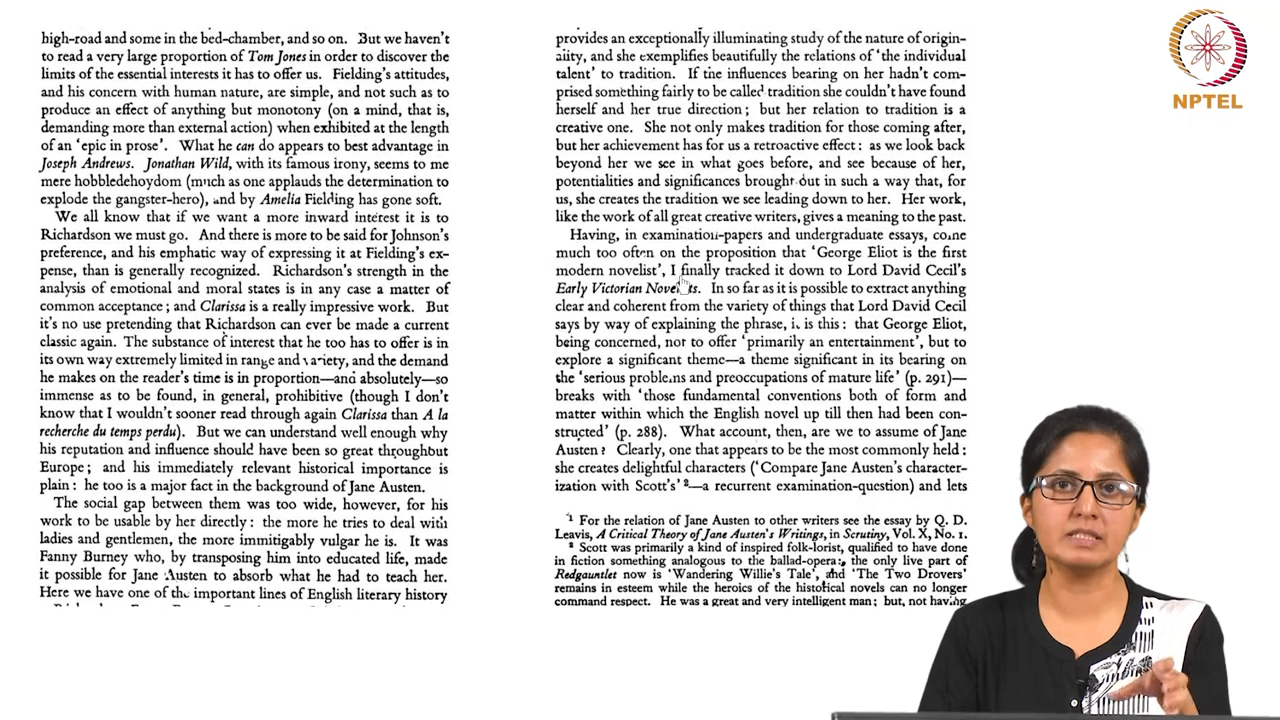 high-road and some in the bed-chamber, and so on. But we haven't
to read a very large proportion of Tom Jones in order to discover the
limits of the essential interests it has to offer us. Fielding's attitudes,
and his concern with human nature, are simple, and not such as to
produce an effect of anything but monotony (on a mind, that is,
demanding more than external action) when exhibited at the length
of an 'epic in prose'. What he can do appears to best advantage in
Joseph Andrews. Jonathan Wild, with its famous irony, seems to me
mere hobbledehoydom (much as one applauds the determination to
explode the gangster-hero), and by Amelia Fielding has gone soft.
We all know that if we want a more inward interest it is to
Richardson we must go. And there is more to be said for Johnson's
preference, and his emphatic way of expressing it at Fielding's ex-
pense, than is generally recognized. Richardson's strength in the
analysis of emotional and moral states is in any case a matter of
common acceptance; and Clarissa is a really impressive work. But
it's no use pretending that Richardson can ever be made a current
classic again. The substance of interest that he too has to offer is in
its own way extremely limited in range and variety, and the demand
he makes on the reader's time is in proportion—and absolutely—so
immense as to be found, in general, prohibitive (though I don't
know that I wouldn't sooner read through again Clarissa than A la
recherche du temps perdu). But we can understand well enough why
his reputation and influence should have been so great throughbut
Europe; and his immediately relevant historical importance is
plain: he too is a major fact in the background of Jane Austen.
The social gap between them was too wide, however, for his
work to be usable by her directly: the more he tries to deal with
ladies and gentlemen, the more immitigably vulgar he is. It was
Fanny Burney who, by transposing him into educated life, made
it possible for Jane Austen to absorb what he had to teach her.
Here we have one of the important lines of English literary history
provides an exceptionally illuminating study of the nature of origin-
ality, and she exemplifies beautifully the relations of 'the individual
talent' to tradition. If the influences bearing on her hadn't com-
prised something fairly to be called tradition she couldn't have found
herself and her true direction; but her relation to tradition is a
creative one. She not only makes tradition for those coming after,
but her achievement has for us a retroactive effect: as we look back
beyond her we see in what goes before, and see because of her,
potentialities and significances brought out in such a way that, for
us, she creates the tradition we see leading down to her. Her work,
like the work of all great creative writers, gives a meaning to the past.
Having, in examination-papers and undergraduate essays, come
much too often on the proposition that 'George Eliot is the first
modern novelist', I finally tracked it down to Lord David Cecil's
Early Victorian Novelists. In so far as it is possible to extract anything
clear and coherent from the variety of things that Lord David Cecil
says by way of explaining the phrase, it is this: that George Eliot,
being concerned, not to offer 'primarily an entertainment', but to
explore a significant theme—a theme significant in its bearing on
the 'serious problems and preoccupations of mature life' (p. 291)—
breaks with 'those fundamental conventions both of form and
matter within which the English novel up till then had been con-
structed' (p. 288). What account, then, are we to assume of Jane
Austen? Clearly, one that appears to be the most commonly held:
she creates delightful characters ('Compare Jane Austen's character-
ization with Scott's'²—a recurrent examination-question) and lets
¹ For the relation of Jane Austen to other writers see the essay by Q. D.
Leavis, A Critical Theory of Jane Austen's Writings, in Scrutiny, Vol. X, No. 1.
² Scott was primarily a kind of inspired folk-lorist, qualified to have done
in fiction something analogous to the ballad-opera: the only live part of
Redgauntlet now is 'Wandering Willie's Tale', and 'The Two Drovers'
remains in esteem while the heroics of the historical novels can no longer
command respect. He was a great and very intelligent man; but, not having
NPTEL